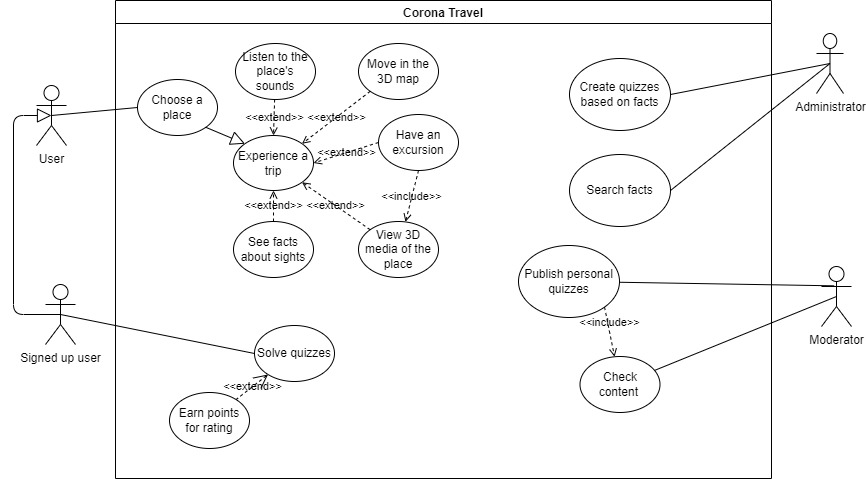 Corona Travel
Listen to the
place's
sounds
Move in the
3D map
Choose a
place
<<extend>>
<<extend>>
Have an
excursion
Experience a
trip
<<extend>>
<<include>>
<<extend>>
<<extend>>
See facts
about sights
View 3D
media of the
place
User
Signed up user
Solve quizzes
<<extend>>
Earn points
for rating
Create quizzes
based on facts
Administrator
Search facts
Publish personal
quizzes
<<include>>
Check
content
Moderator